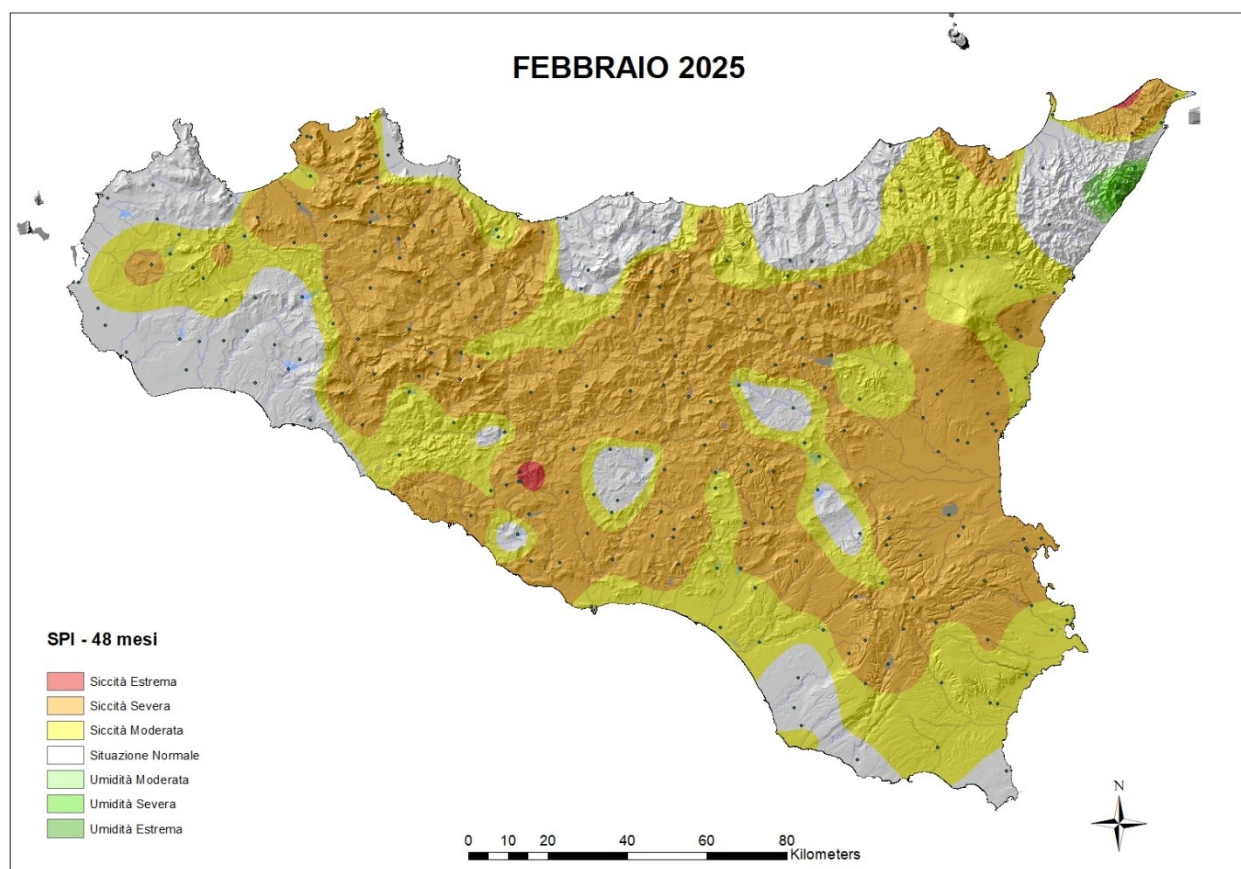 FEBBRAIO 2025
SPI - 48 mesi
Siccità Estrema
Siccità Severa
Siccità Moderata
Situazione Normale
Umidità Moderata
Umidità Severa
Umidità Estrema
N
0 10 20 40 60 80
Kilometers